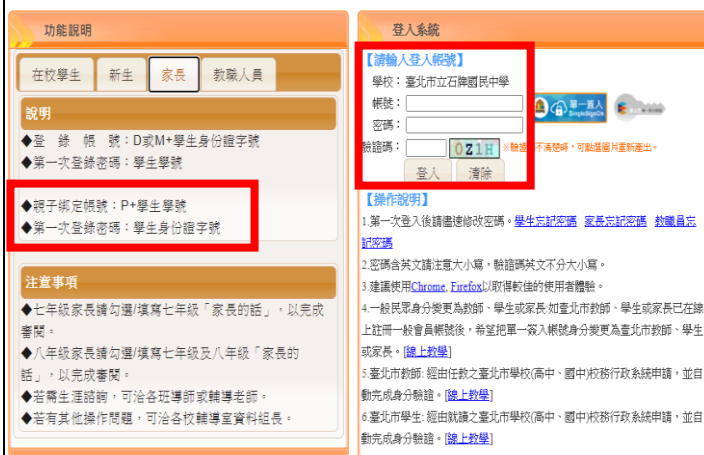 功能說明
在校學生 新生 家長 教職人員
說明
◆登 錄 帳 號：D或M+學生身份證字號
◆第一次登錄密碼：學生學號
◆親子綁定帳號：P+學生學號
◆第一次登錄密碼：學生身份證字號
注意事項
◆七年級家長請勾選/填寫七年級「家長的話」，以完成
審閱。
◆八年級家長請勾選/填寫七年級及八年級「家長的
話」，以完成審閱。
◆若需生涯諮詢，可洽各班導師或輔導老師。
◆若有其他操作問題，可洽各校輔導室資料組長。
登入系統
【請輸入登入帳號】
學校：臺北市立石牌國民中學
帳號：
單一簽入
SingleSignOn
密碼：
驗證碼： 0Z1H ※驗證 不清楚時，可點選圖片重新產出。
登入 清除
【操作說明】
1.第一次登入後請儘速修改密碼。學生忘記密碼 家長忘記密碼 教職員忘
記密碼
2.密碼含英文請注意大小寫，驗證碼英文不分大小寫。
3.建議使用Chrome, Firefox以取得較佳的使用者體驗。
4.一般民眾身分變更為教師、學生或家長:如臺北市教師、學生或家長已在線
上註冊一般會員帳號後，希望把單一簽入帳號身分變更為臺北市教師、學生
或家長。[線上教學]
5.臺北市教師: 經由任教之臺北市學校(高中、國中)校務行政系統申請，並自
動完成身分驗證。[線上教學]
6.臺北市學生: 經由就讀之臺北市學校(高中、國中)校務行政系統申請，並自
動完成身分驗證。[線上教學]